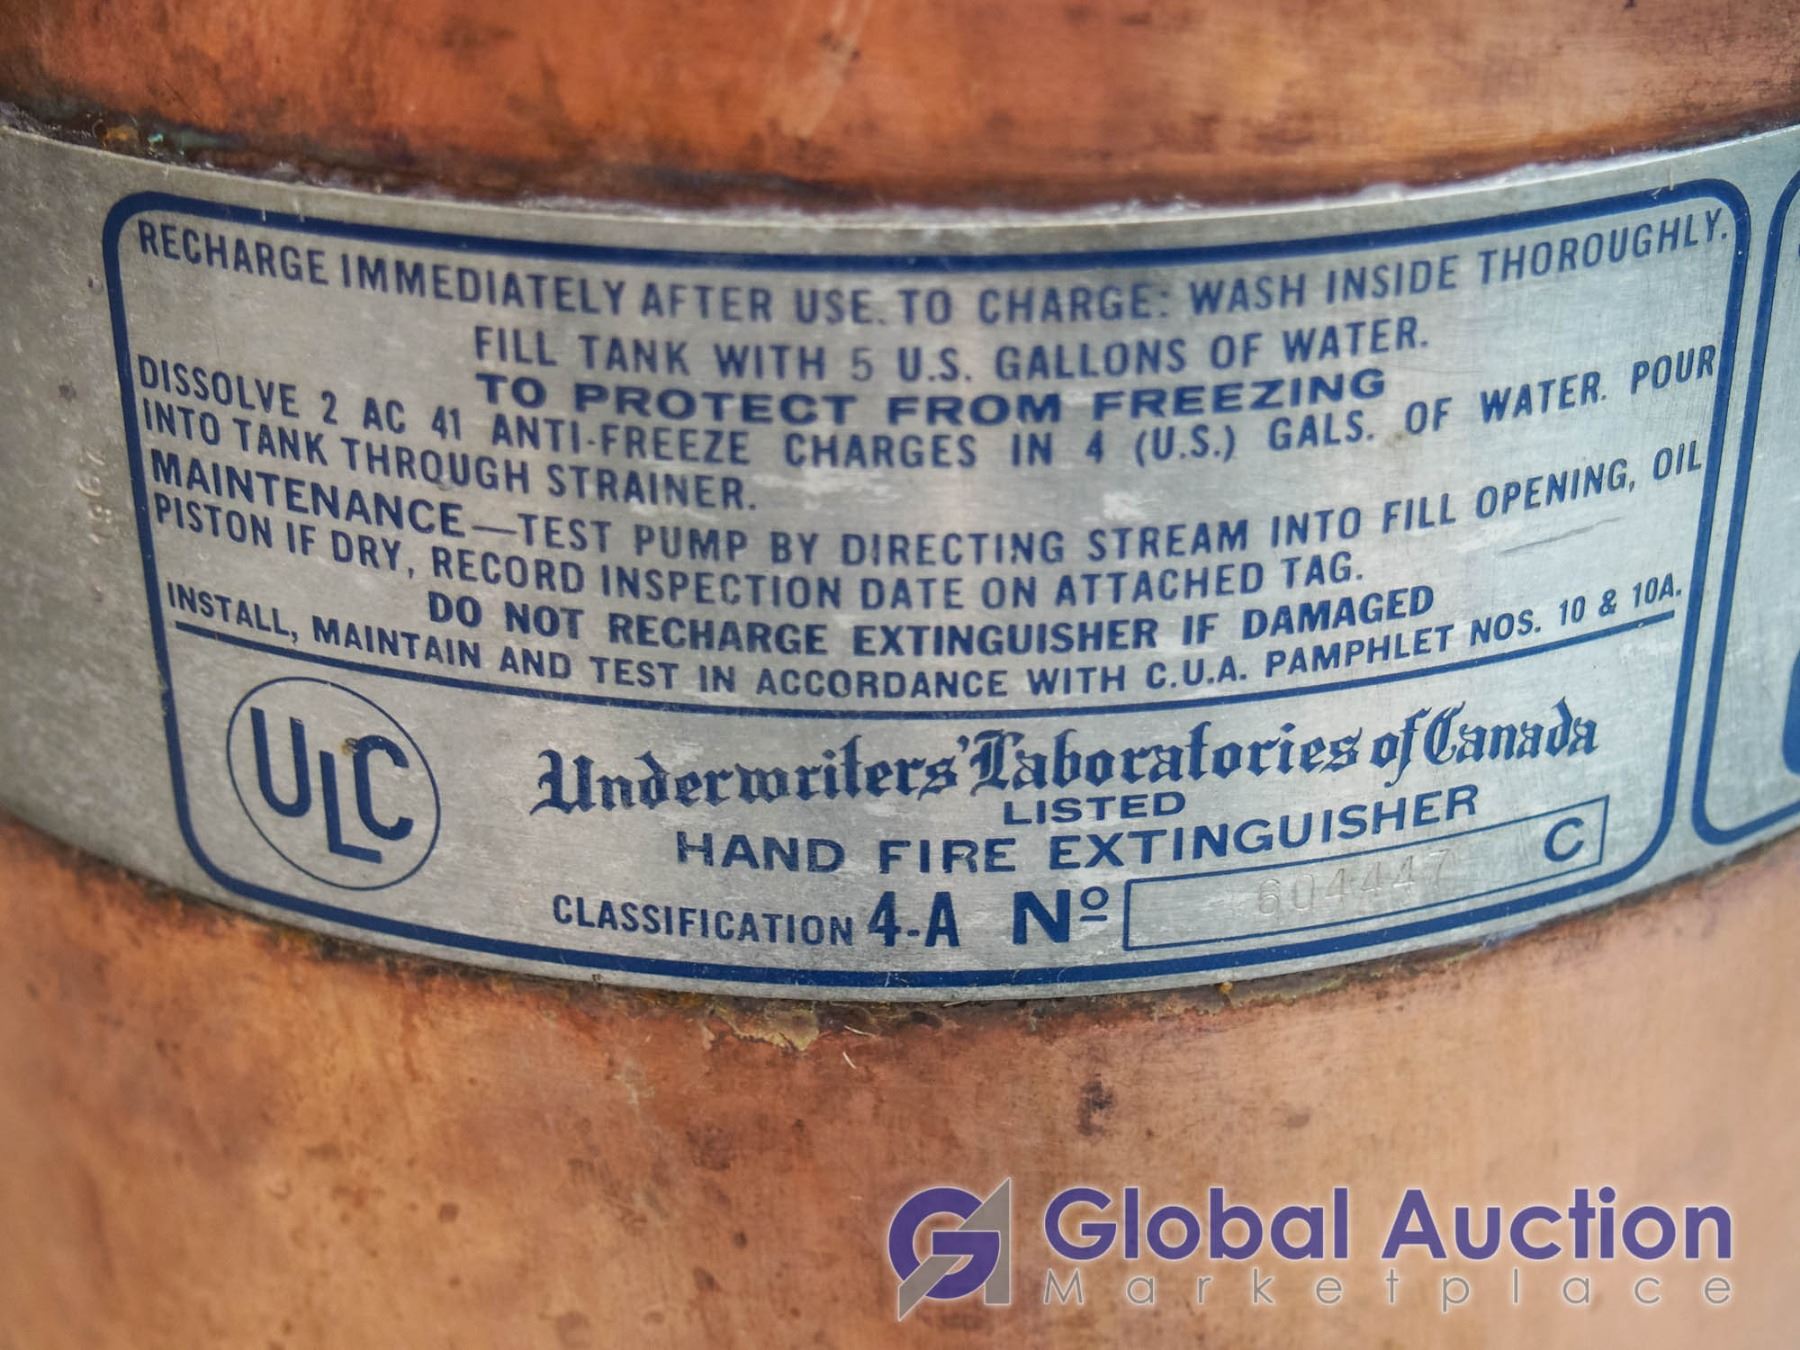 RECHARGE IMMEDIATELY AFTER USE. TO CHARGE: WASH INSIDE THOROUGHLY.
FILL TANK WITH 5 U.S. GALLONS OF WATER.
TO PROTECT FROM FREEZING
DISSOLVE 2 AC 41 ANTI-FREEZE CHARGES IN 4 (U.S.) GALS. OF WATER. POUR
INTO TANK THROUGH STRAINER.
MAINTENANCE—TEST PUMP BY DIRECTING STREAM INTO FILL OPENING, OIL
PISTON IF DRY, RECORD INSPECTION DATE ON ATTACHED TAG.
DO NOT RECHARGE EXTINGUISHER IF DAMAGED
INSTALL, MAINTAIN AND TEST IN ACCORDANCE WITH C.U.A. PAMPHLET NOS. 10 & 10A.
ULC
Underwriters' Laboratories of Canada
LISTED
HAND FIRE EXTINGUISHER
CLASSIFICATION 4-A Nº 604447 C
Global Auction
Marketplace